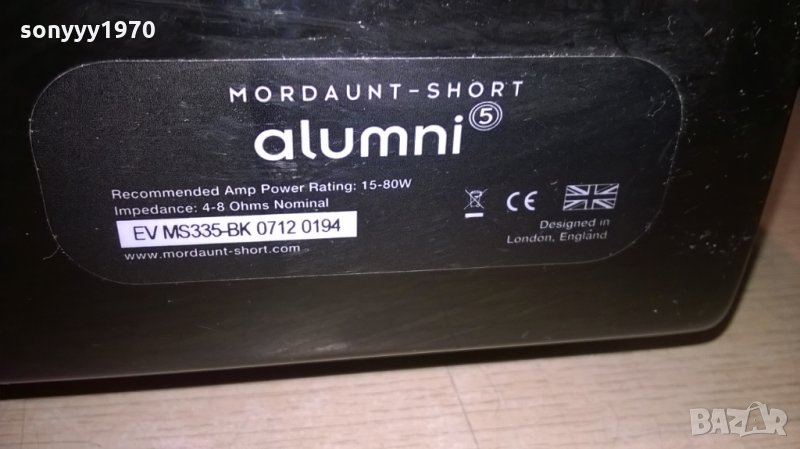 sonyyy1970
MORDAUNT-SHORT
alumni 5
Recommended Amp Power Rating: 15-80W
Impedance: 4-8 Ohms Nominal
EV MS335-BK 0712 0194
www.mordaunt-short.com
CE
Designed in
London, England
BAZAR